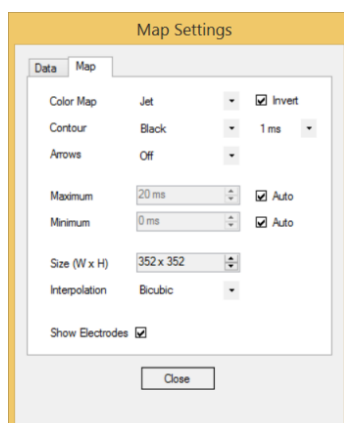 Map Settings
Data Map
Color Map Jet Invert
Contour Black 1 ms
Arrows Off
Maximum 20 ms Auto
Minimum 0 ms Auto
Size (W x H) 352 x 352
Interpolation Bicubic
Show Electrodes
Close